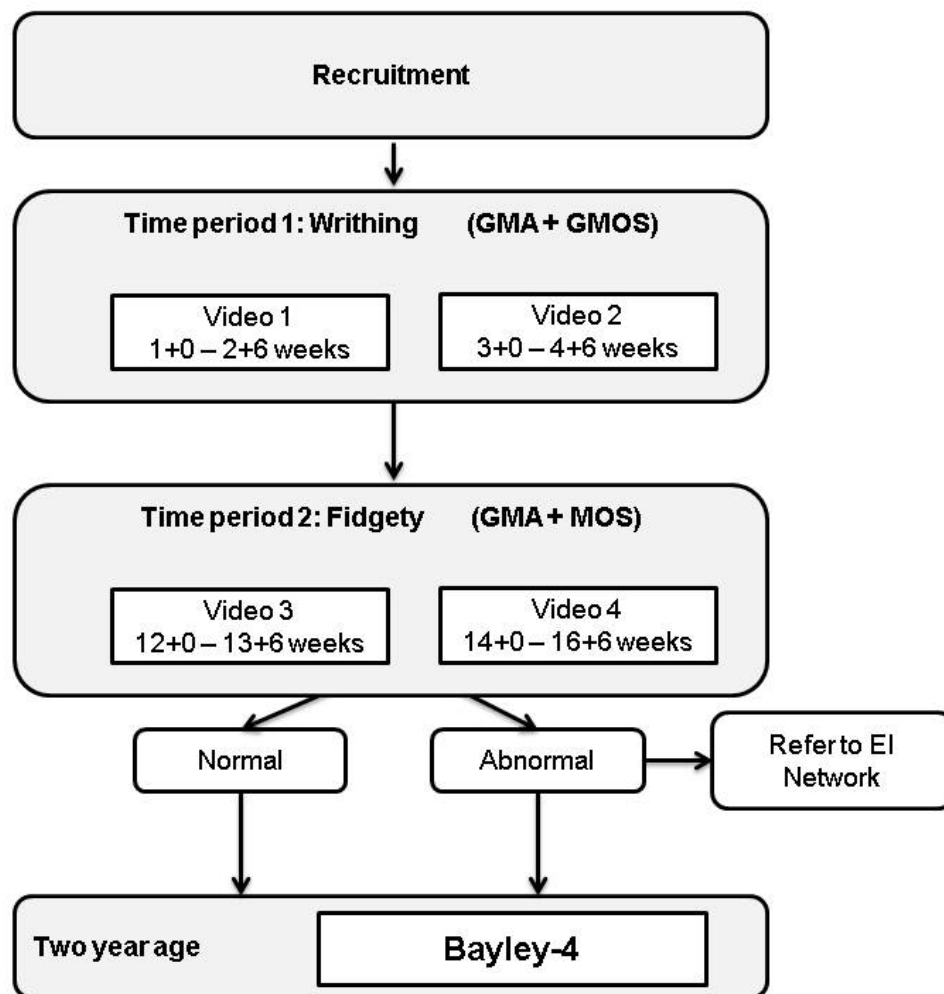 Recruitment
Time period 1: Writhing (GMA + GMOS)
Video 1
1+0 – 2+6 weeks
Video 2
3+0 – 4+6 weeks
Time period 2: Fidgety (GMA + MOS)
Video 3
12+0 – 13+6 weeks
Video 4
14+0 – 16+6 weeks
Normal
Abnormal
Refer to EI
Network
Two year age
Bayley-4